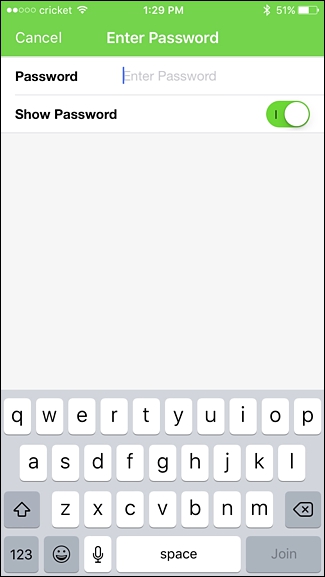 cricket 1:29 PM 51%
Cancel Enter Password
Password Enter Password
Show Password
q w e r t y u i o p
a s d f g h j k l
z x c v b n m
123 space Join